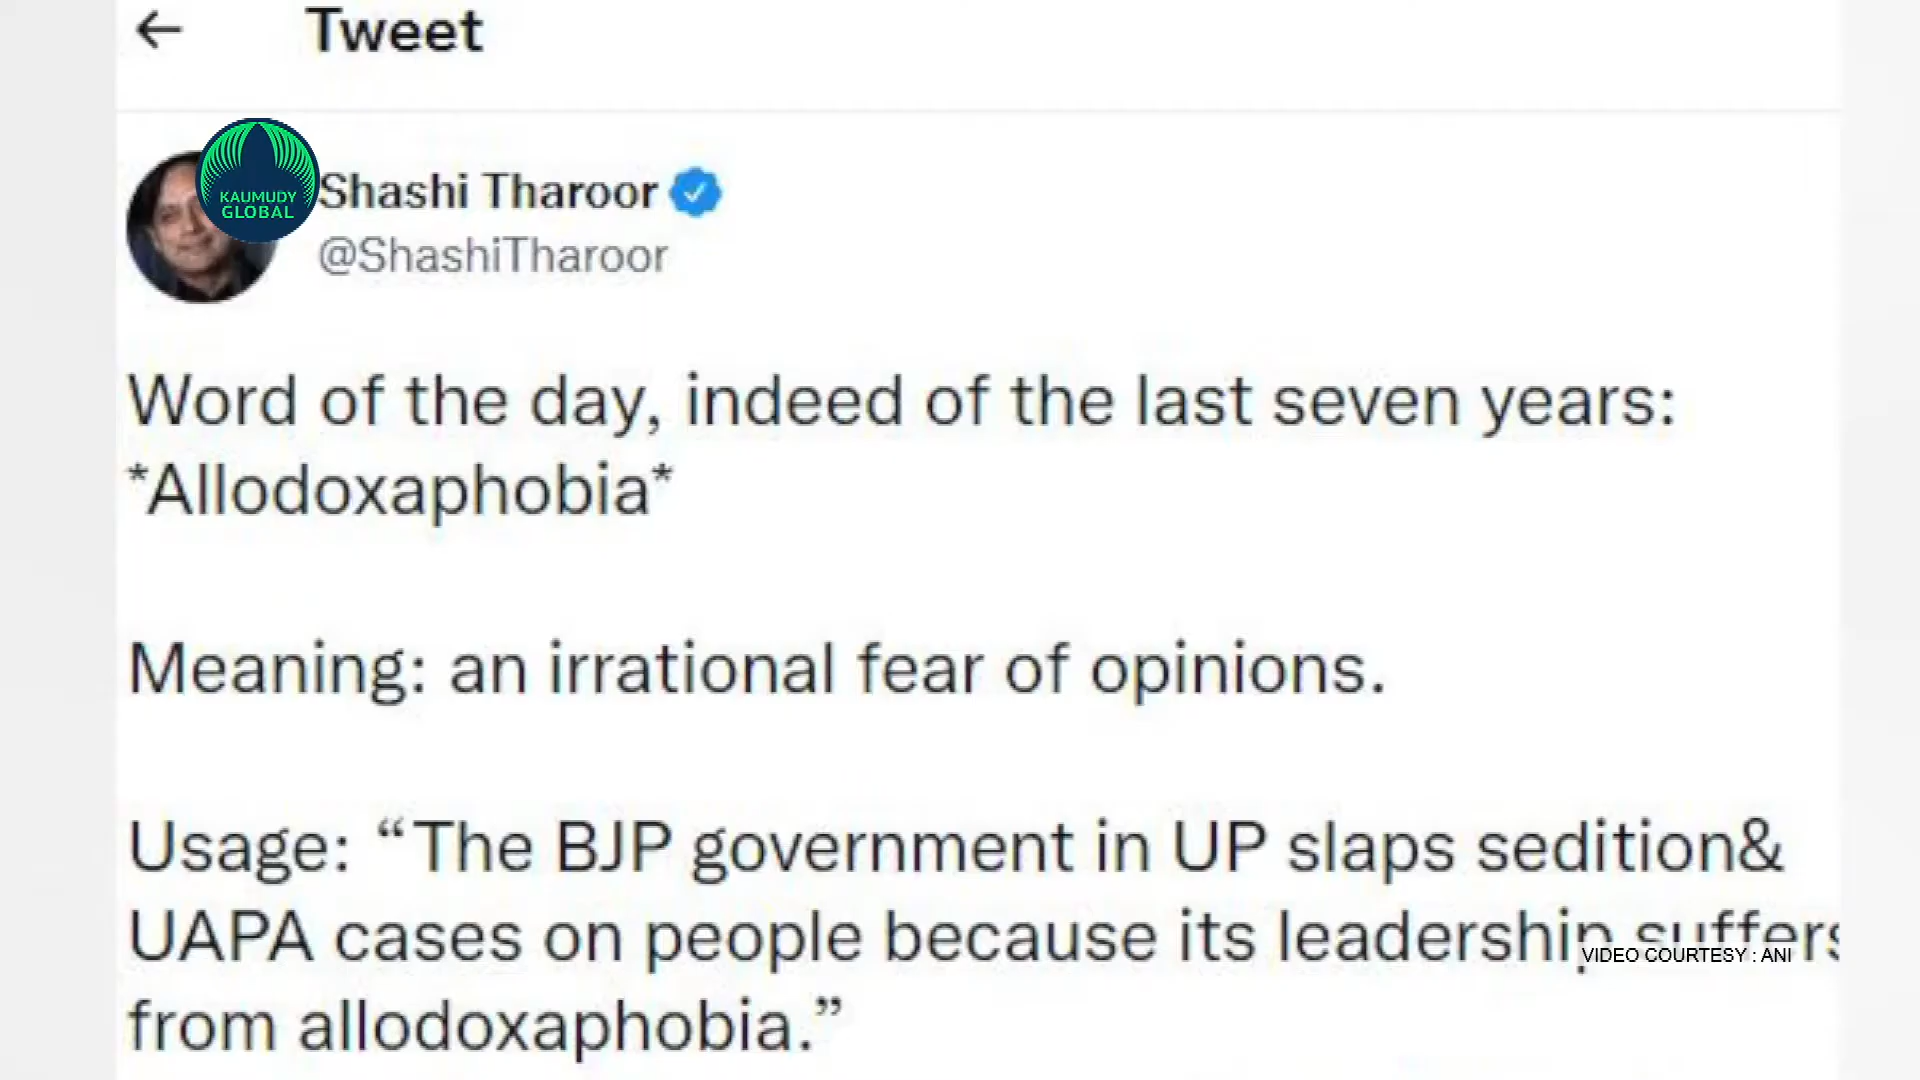 Tweet
KAUMUDY
GLOBAL
Shashi Tharoor
@ShashiTharoor
Word of the day, indeed of the last seven years:
*Allodoxaphobia*
Meaning: an irrational fear of opinions.
Usage: “The BJP government in UP slaps sedition&
UAPA cases on people because its leadership suffers
VIDEO COURTESY : ANI
from allodoxaphobia.”